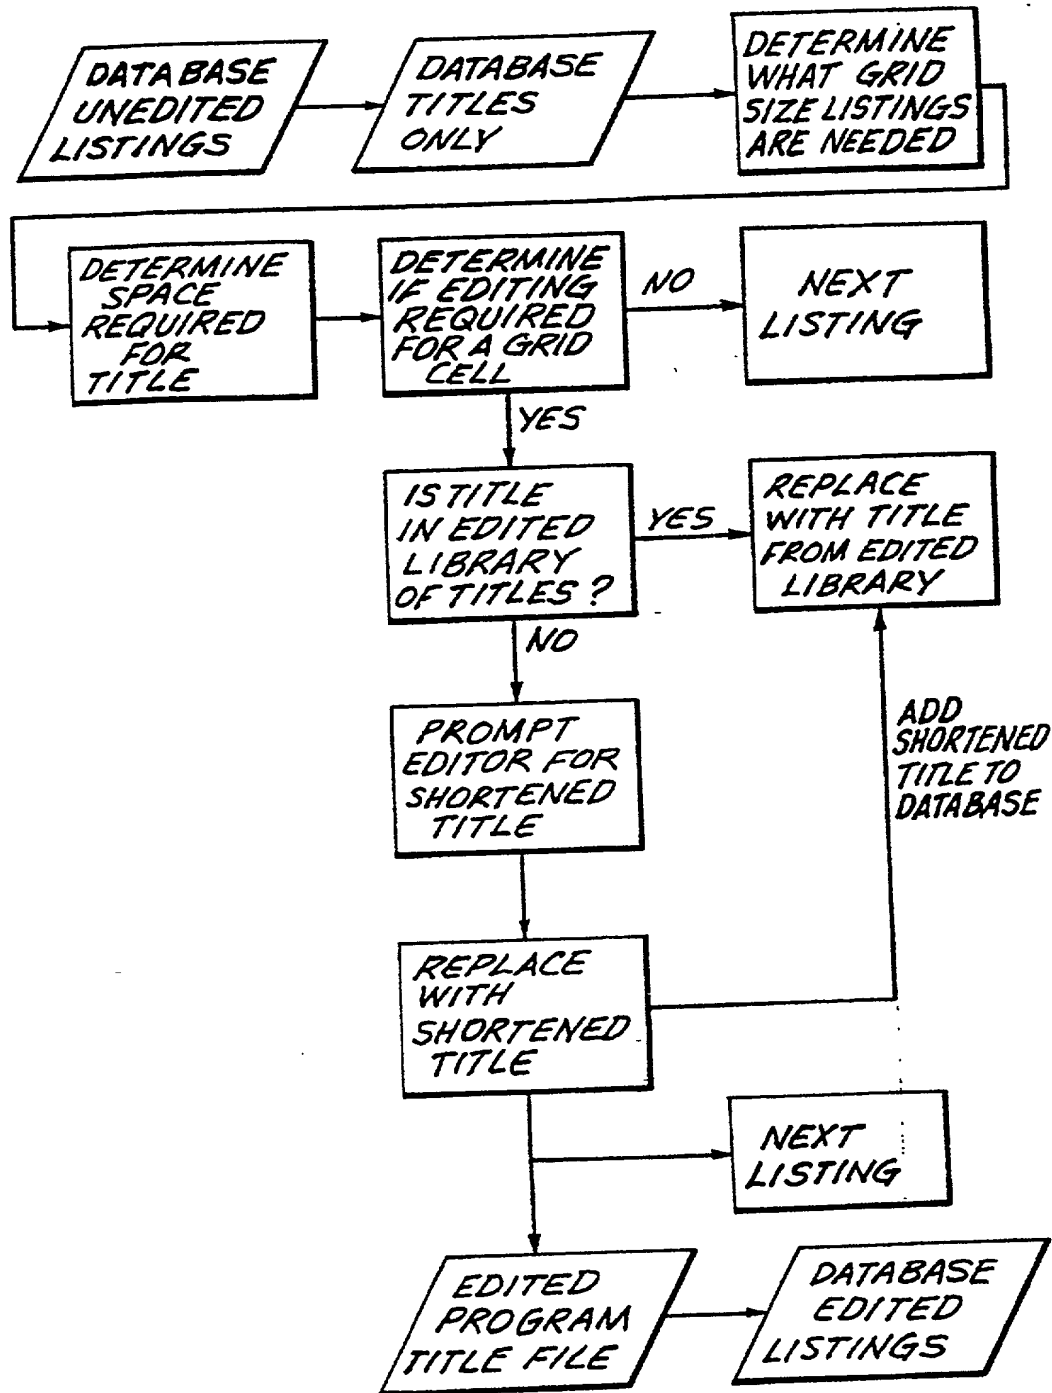 DATABASE
UNEDITED
LISTINGS
DATABASE
TITLES
ONLY
DETERMINE
WHAT GRID
SIZE LISTINGS
ARE NEEDED
DETERMINE
SPACE
REQUIRED
FOR
TITLE
DETERMINE
IF EDITING
REQUIRED
FOR A GRID
CELL
NO
NEXT
LISTING
YES
IS TITLE
IN EDITED
LIBRARY
OF TITLES ?
YES
REPLACE
WITH TITLE
FROM EDITED
LIBRARY
NO
PROMPT
EDITOR FOR
SHORTENED
TITLE
ADD
SHORTENED
TITLE TO
DATABASE
REPLACE
WITH
SHORTENED
TITLE
NEXT
LISTING
EDITED
PROGRAM
TITLE FILE
DATABASE
EDITED
LISTINGS